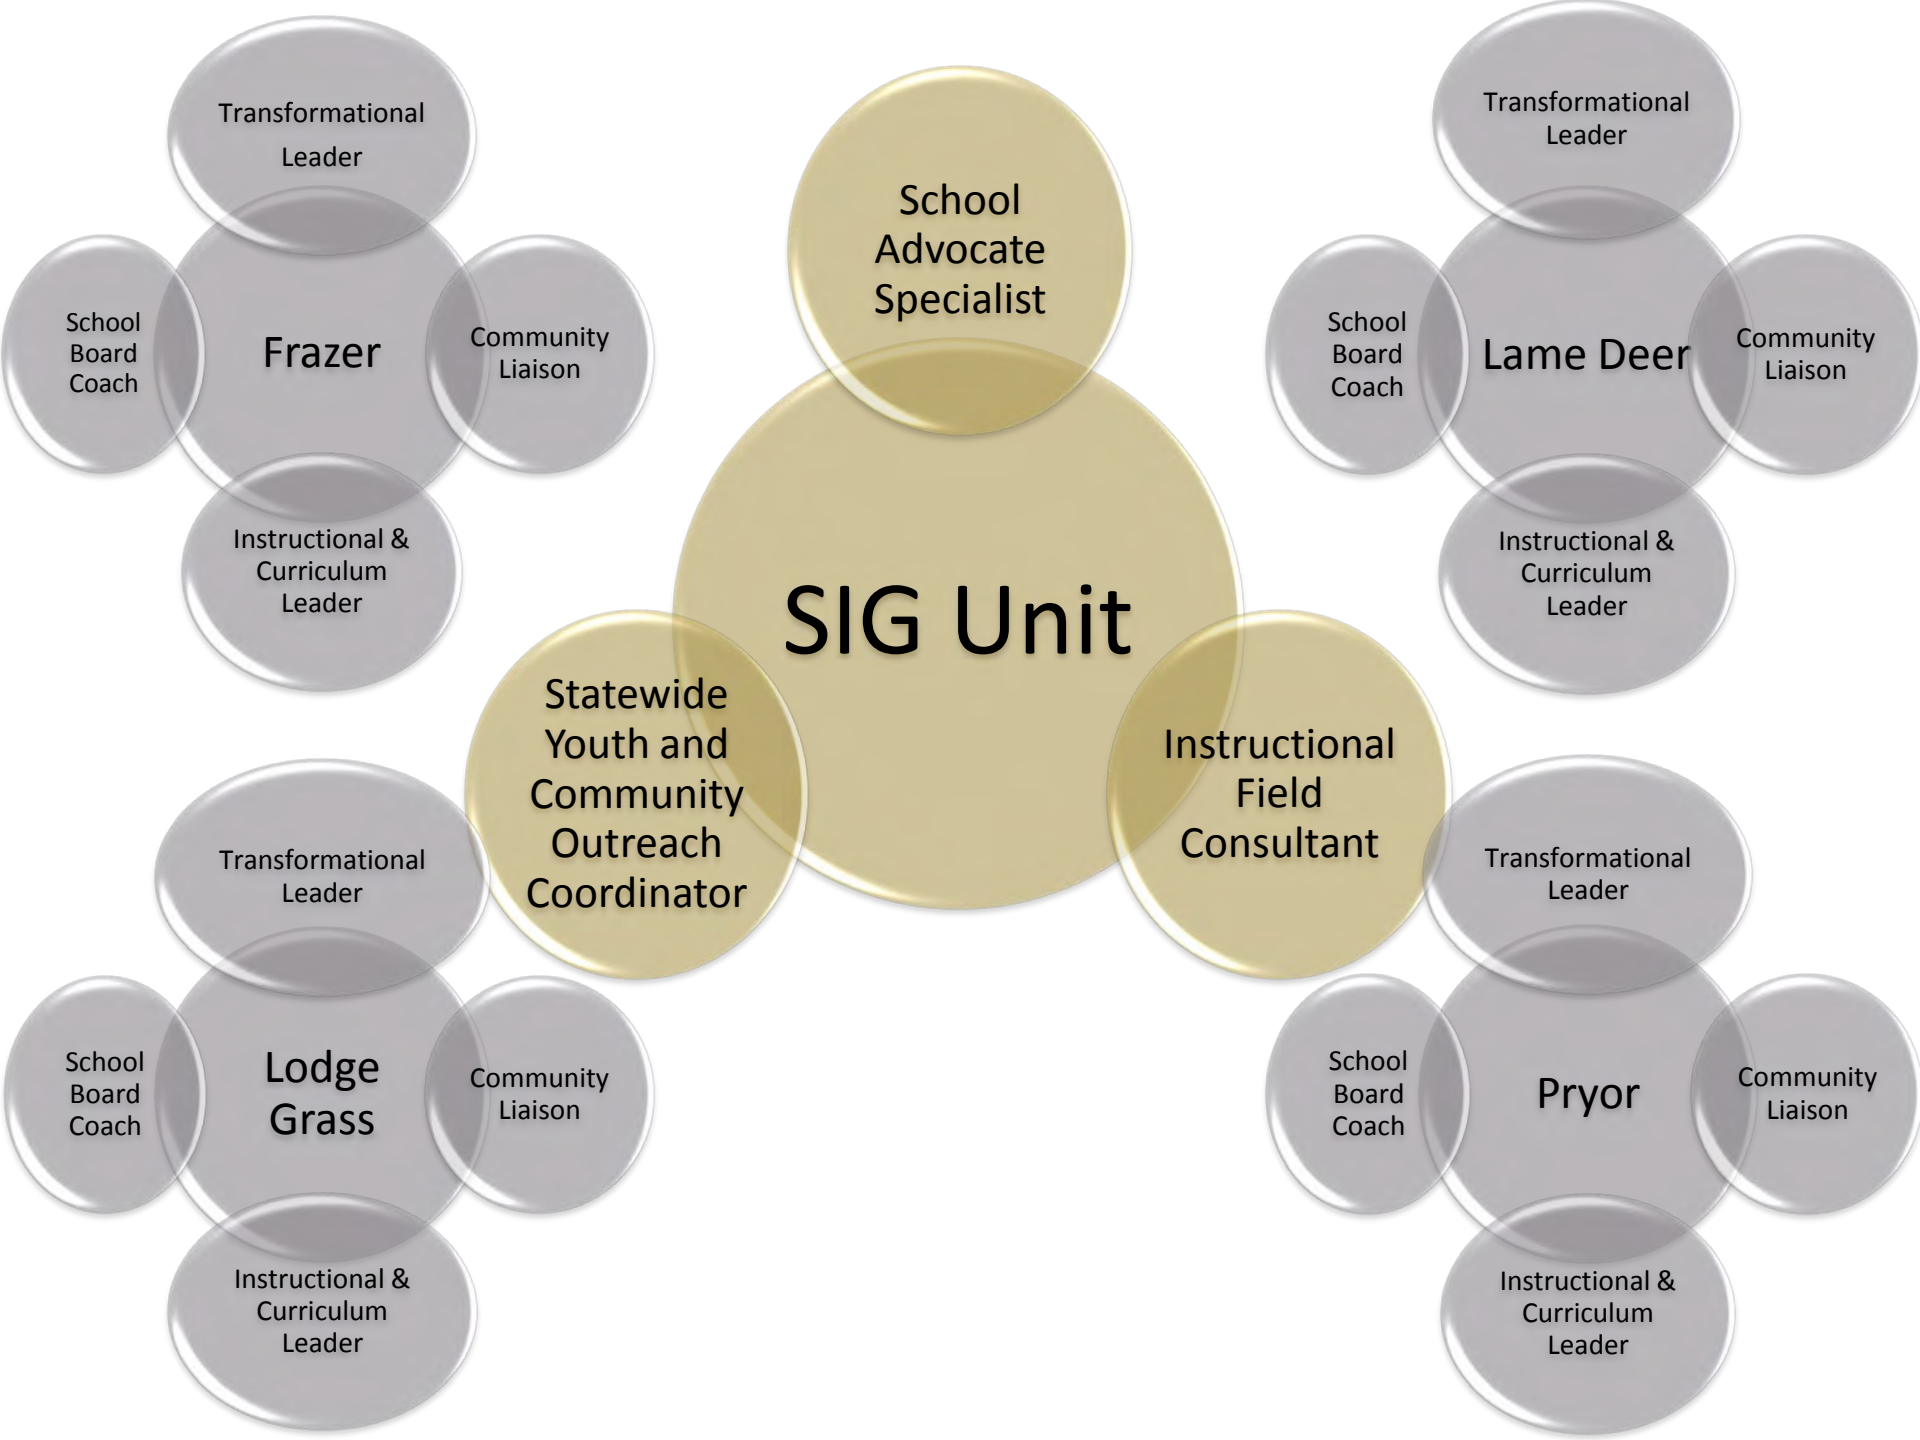 Transformational
Leader
School
Board
Coach
Frazer
Community
Liaison
Instructional &
Curriculum
Leader
School
Advocate
Specialist
SIG Unit
Statewide
Youth and
Community
Outreach
Coordinator
Instructional
Field
Consultant
Transformational
Leader
School
Board
Coach
Lame Deer
Community
Liaison
Instructional &
Curriculum
Leader
Transformational
Leader
School
Board
Coach
Lodge
Grass
Community
Liaison
Instructional &
Curriculum
Leader
Transformational
Leader
School
Board
Coach
Pryor
Community
Liaison
Instructional &
Curriculum
Leader